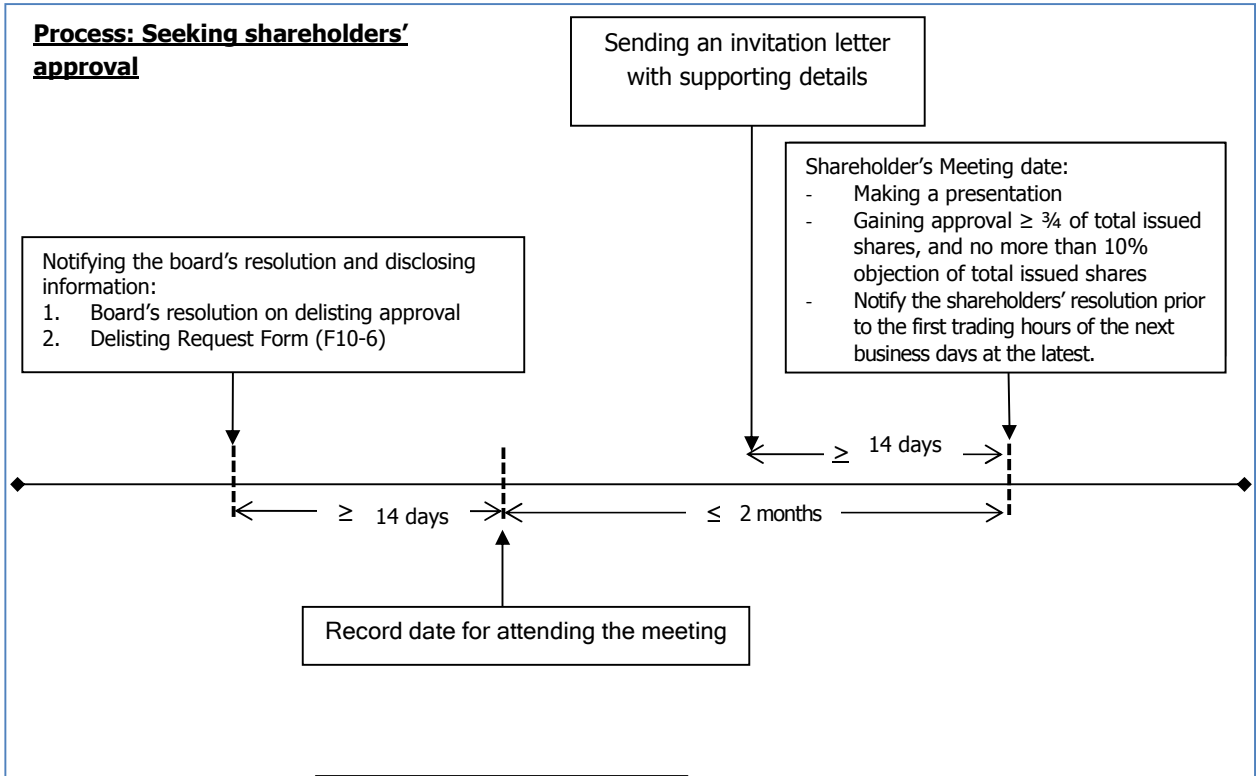 Process: Seeking shareholders'
approval
Sending an invitation letter
with supporting details
Shareholder's Meeting date:
- Making a presentation
- Gaining approval ≥ ¾ of total issued
shares, and no more than 10%
objection of total issued shares
- Notify the shareholders' resolution prior
to the first trading hours of the next
business days at the latest.
Notifying the board's resolution and disclosing
information:
1. Board's resolution on delisting approval
2. Delisting Request Form (F10-6)
≥ 14 days
≥ 14 days
≤ 2 months
Record date for attending the meeting